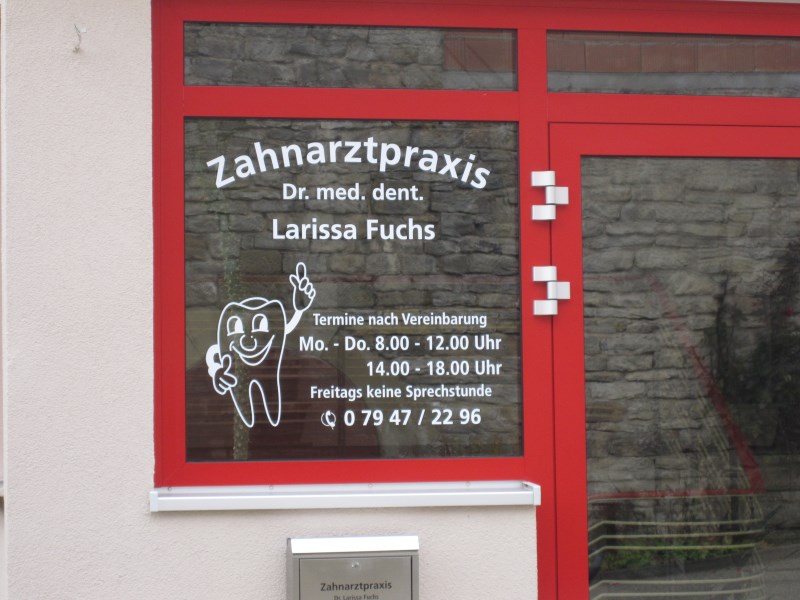 Zahnarztpraxis
Dr. med. dent.
Larissa Fuchs
Termine nach Vereinbarung
Mo. - Do. 8.00 - 12.00 Uhr
14.00 - 18.00 Uhr
Freitags keine Sprechstunde
0 79 47 / 22 96
Zahnarztpraxis
Dr. Larissa Fuchs